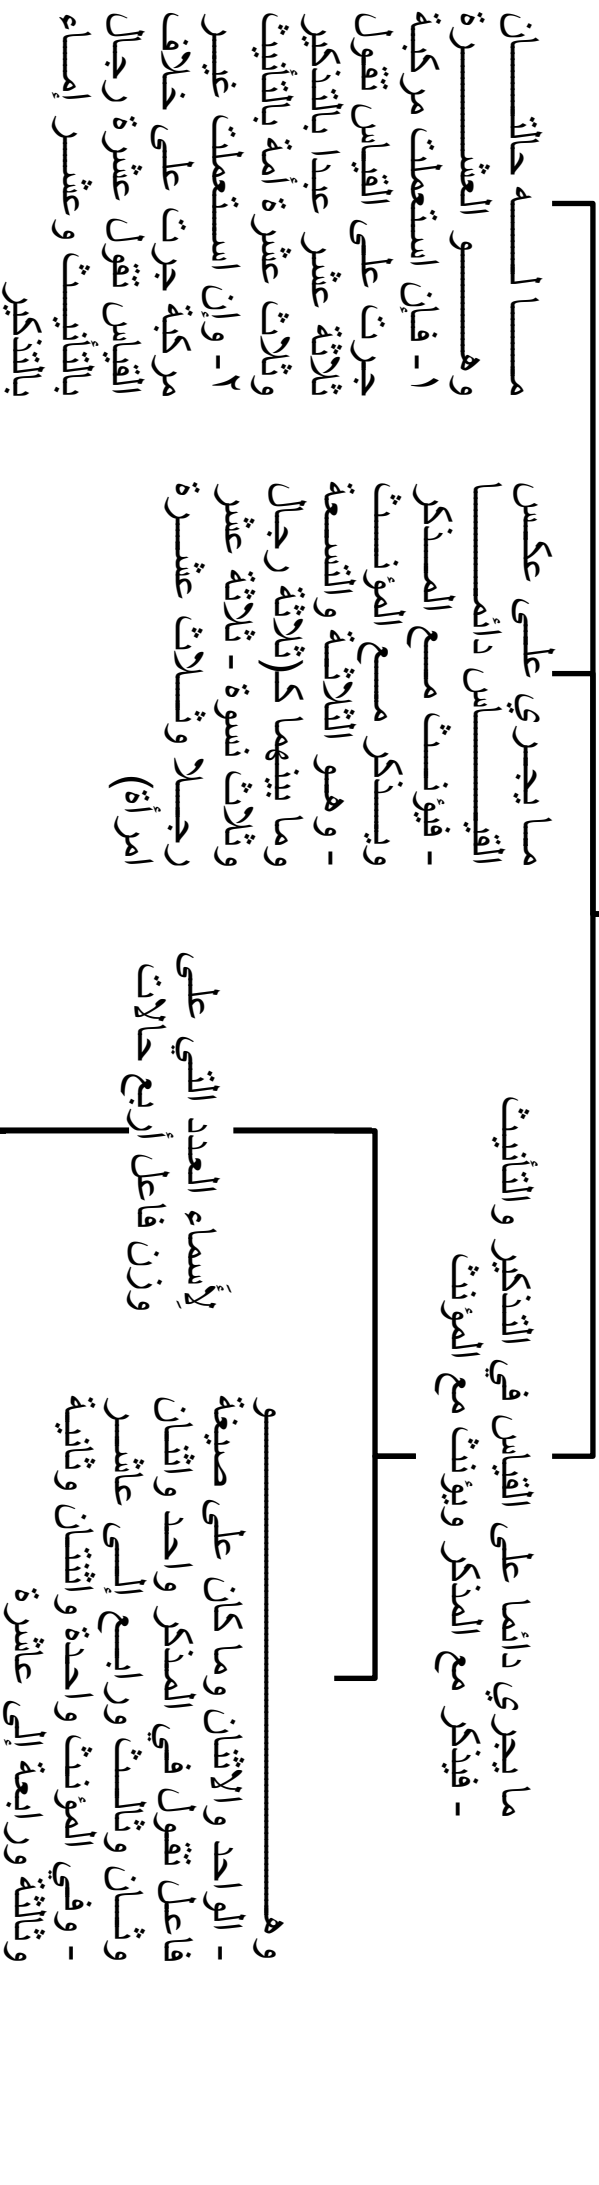 ما يجري دائما على القياس في التذكير والتأنيث
- فيذكر مع المذكر ويؤنث مع المؤنث
وهو
- الواحد والاثنان وما كان على صيغة
فاعل تقول في المذكر واحد واثنان
وثان وثالث ورابع إلى عاشر
- وفي المؤنث واحدة واثنتان وثانية
وثالثة ورابعة إلى عاشرة
لِأَسماء العدد التي على
وزن فاعل أربع حالات
ما يجري على عكس
القياس دائما
- فيؤنث مع المذكر
ويذكر مع المؤنث
- وهو الثلاثة والتسعة
وما بينهما كـ(ثلاثة رجال
وثلاث نسوة - ثلاثة عشر
رجلا وثلاث عشرة
امرأة)
ما له حالتان
وهو العشرة
١- فإن استعملت مركبة
جرت على القياس تقول
ثلاثة عشر عبدا بالتذكير
وثلاث عشرة أمة بالتأنيث
٢- وإن استعملت غير
مركبة جرت على خلاف
القياس تقول عشرة رجال
بالتأنيث وعشر إماء
بالتذكير